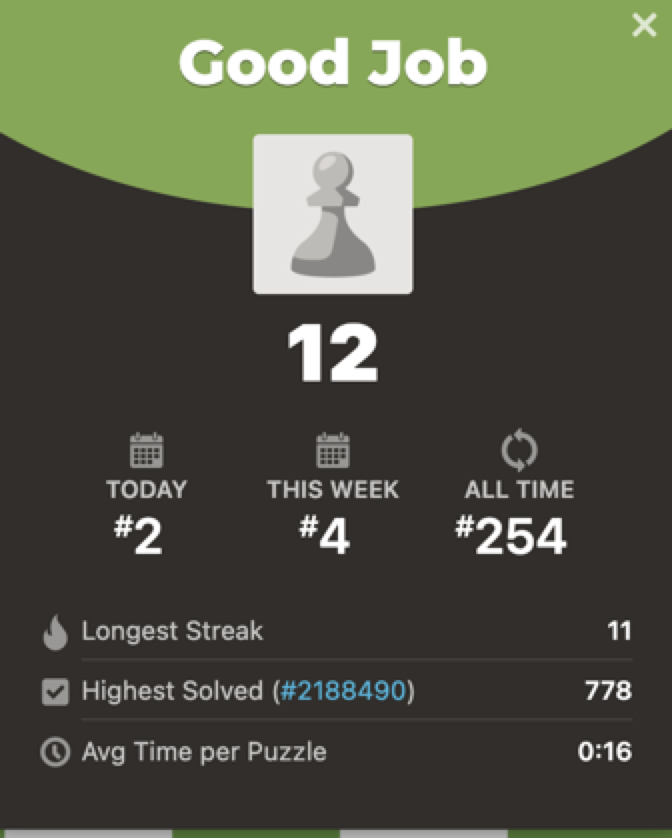 Good Job
12
TODAY THIS WEEK ALL TIME
#2 #4 #254
Longest Streak 11
Highest Solved (#2188490) 778
Avg Time per Puzzle 0:16